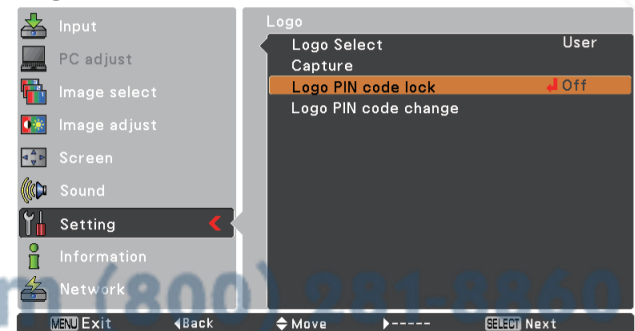 Logo
Input
PC adjust
Image select
Image adjust
Screen
Sound
Setting
Information
Network
Logo Select User
Capture
Logo PIN code lock Off
Logo PIN code change
m (800) 281-8860
MENU Exit Back Move ----- SELECT Next